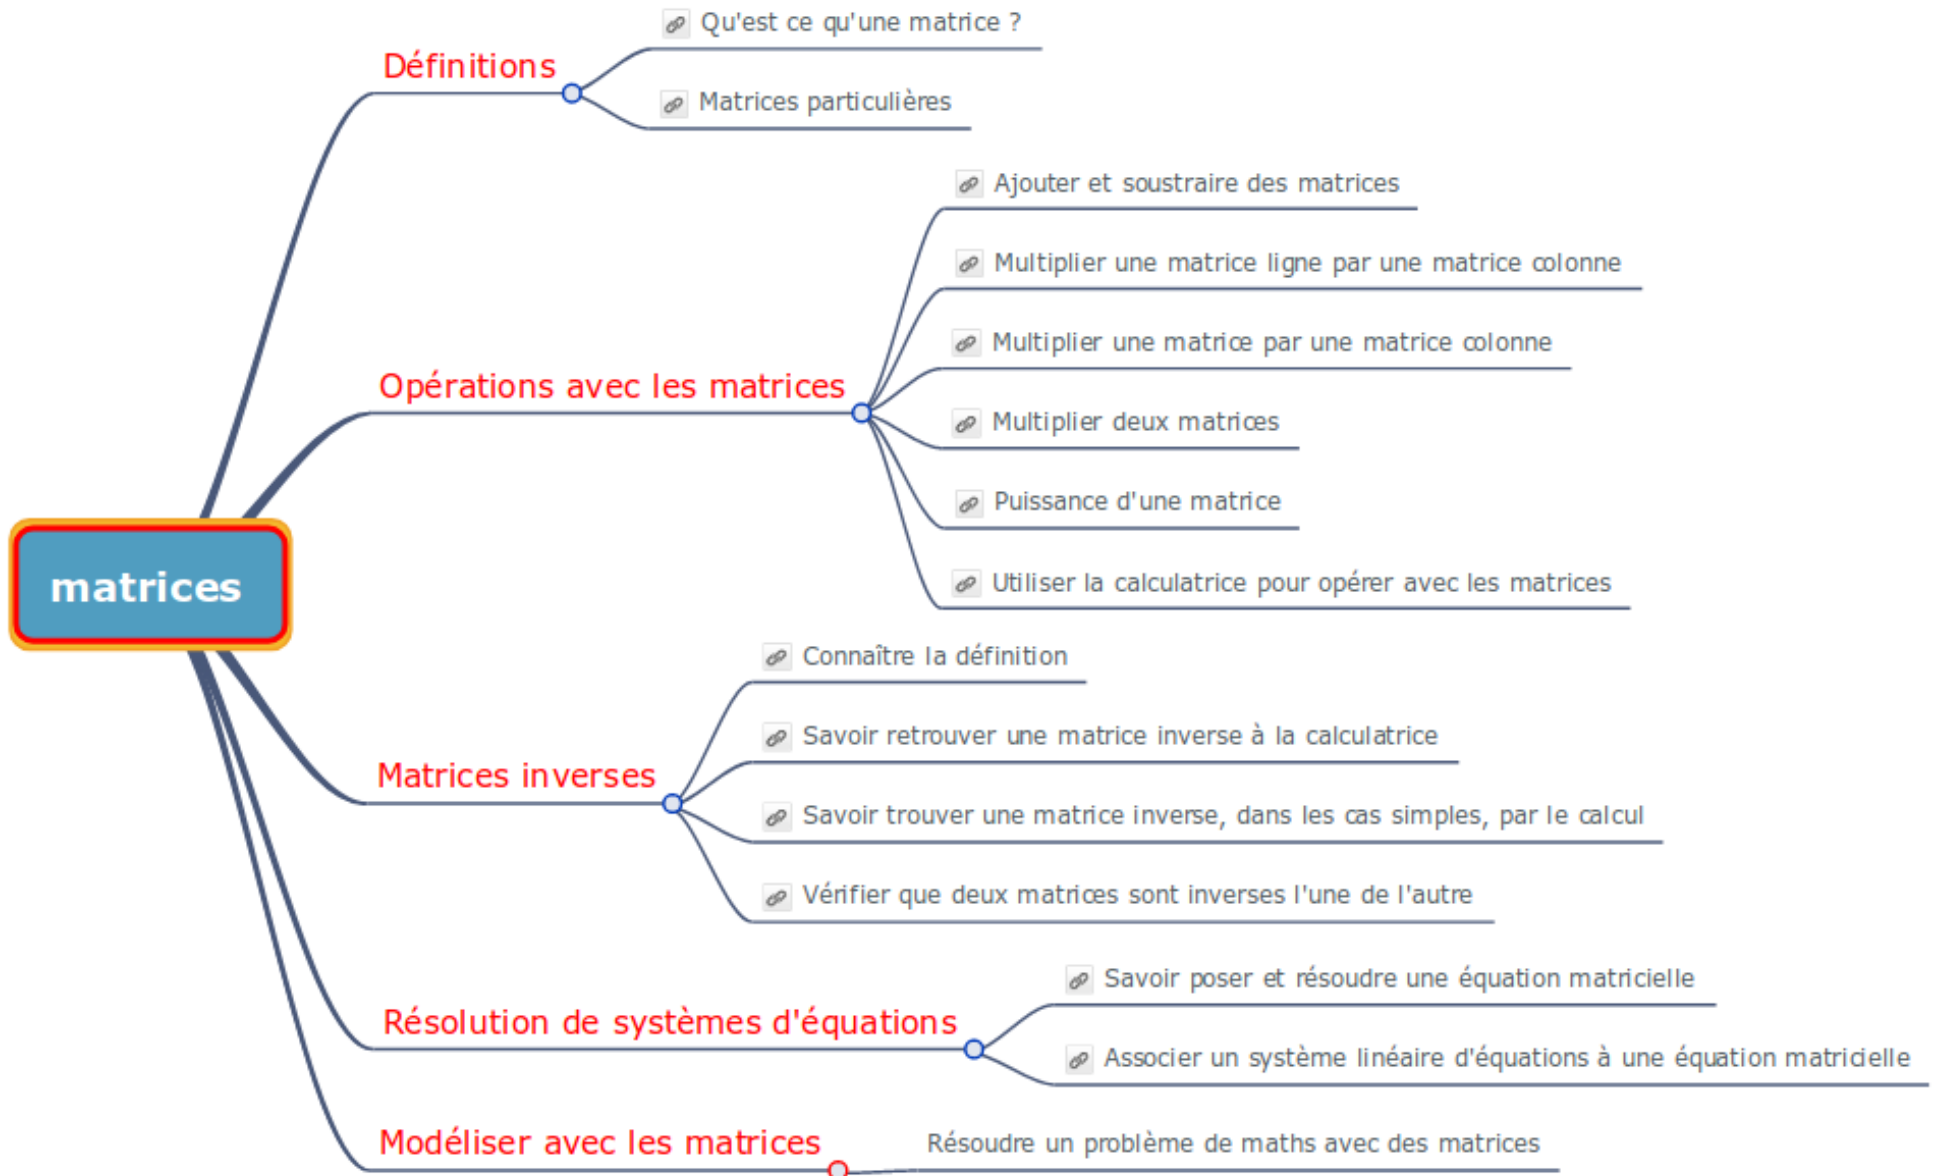 Définitions
Qu'est ce qu'une matrice ?
Matrices particulières
Opérations avec les matrices
Ajouter et soustraire des matrices
Multiplier une matrice ligne par une matrice colonne
Multiplier une matrice par une matrice colonne
Multiplier deux matrices
Puissance d'une matrice
Utiliser la calculatrice pour opérer avec les matrices
matrices
Matrices inverses
Connaître la définition
Savoir retrouver une matrice inverse à la calculatrice
Savoir trouver une matrice inverse, dans les cas simples, par le calcul
Vérifier que deux matrices sont inverses l'une de l'autre
Résolution de systèmes d'équations
Savoir poser et résoudre une équation matricielle
Associer un système linéaire d'équations à une équation matricielle
Modéliser avec les matrices
Résoudre un problème de maths avec des matrices